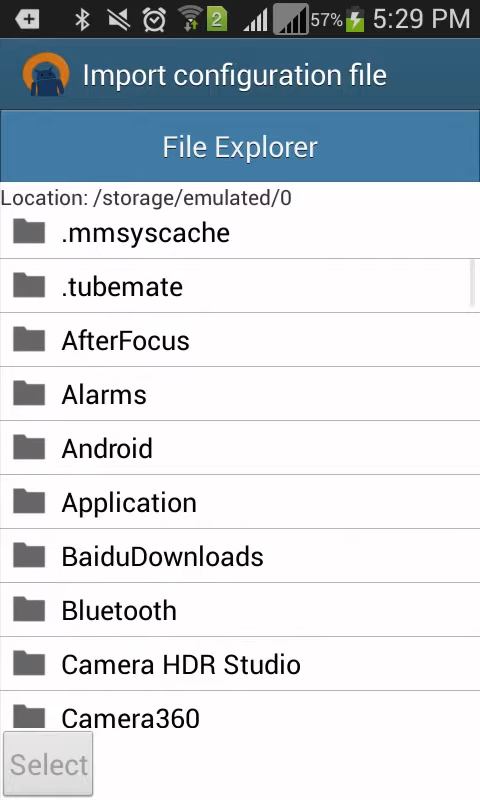 2 57% 5:29 PM
Import configuration file
File Explorer
Location: /storage/emulated/0
.mmsyscache
.tubemate
AfterFocus
Alarms
Android
Application
BaiduDownloads
Bluetooth
Camera HDR Studio
Camera360
Select